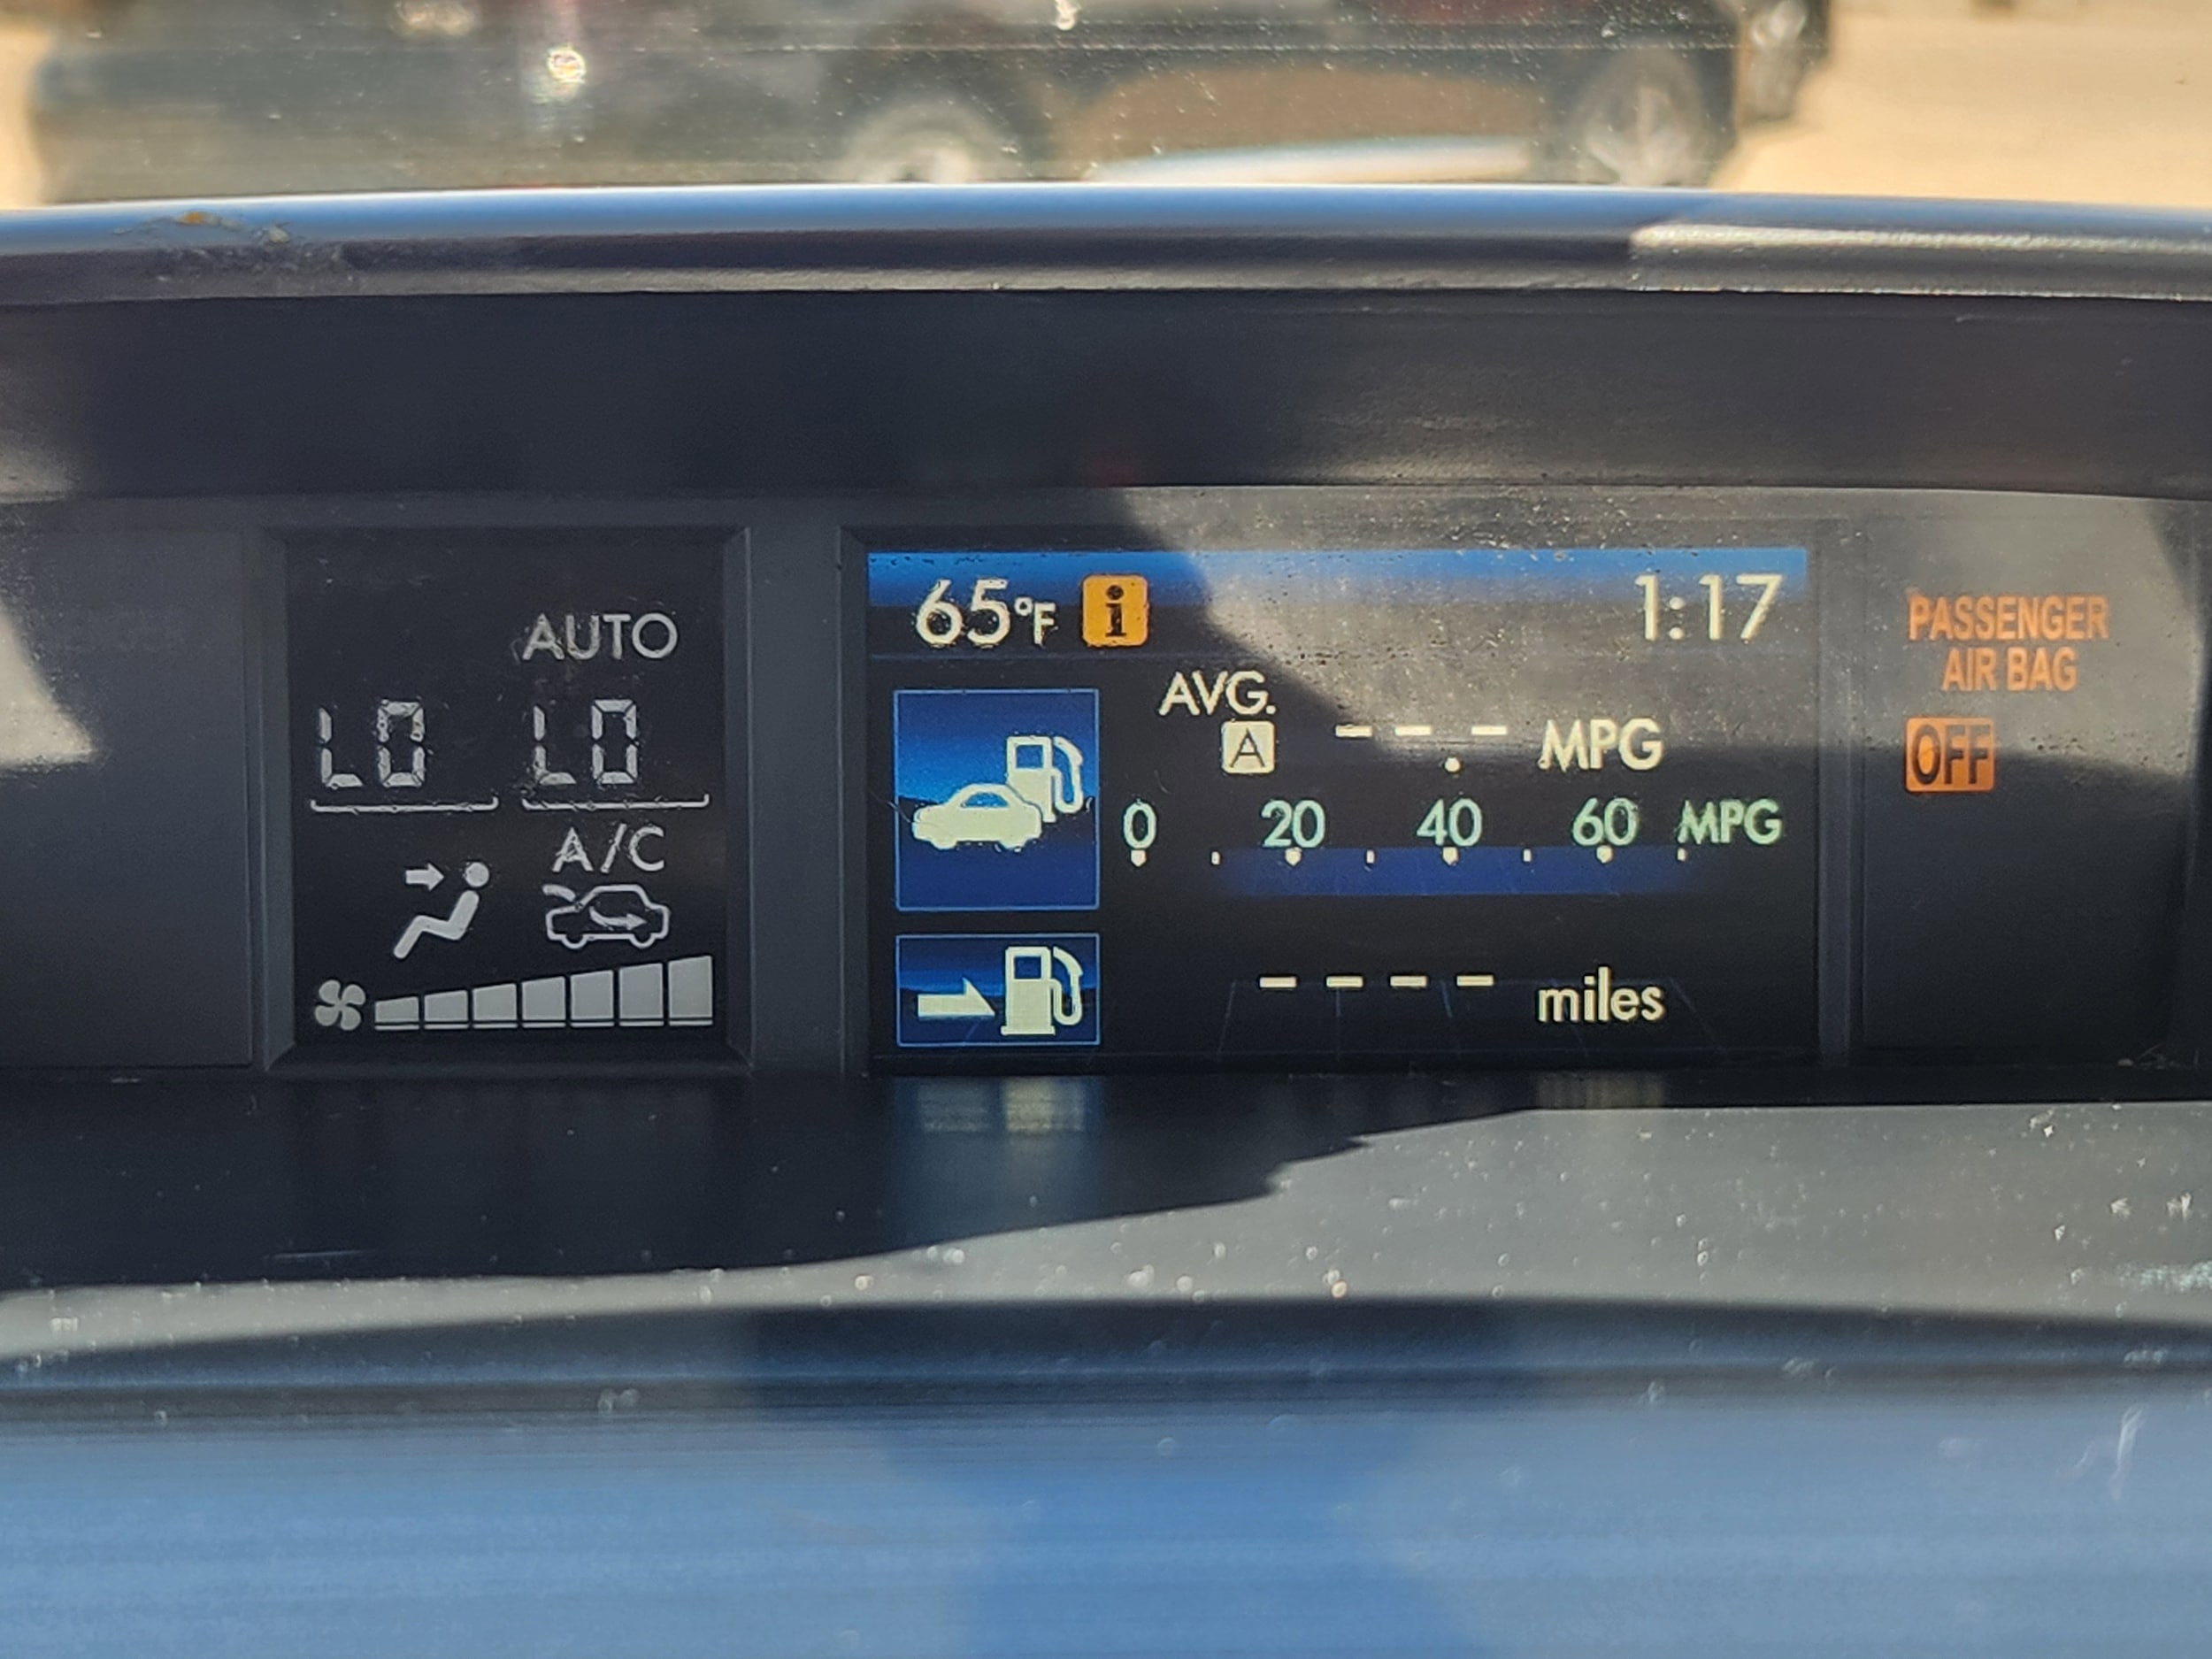 AUTO
LO LO
A/C
65°F i 1:17
AVG.
A - - -.- MPG
0 20 40 60 MPG
- - - - miles
PASSENGER
AIR BAG
OFF